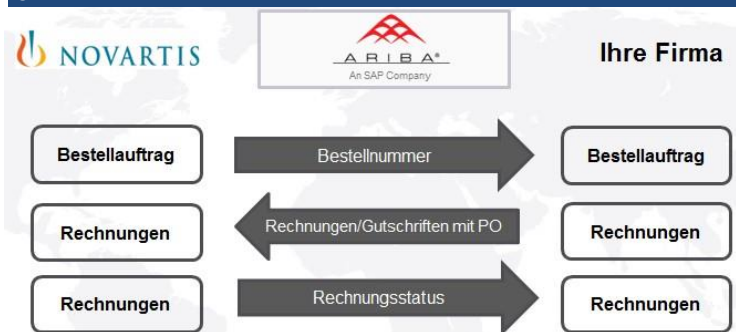 NOVARTIS
ARIBA®
An SAP Company
Ihre Firma
Bestellauftrag
Bestellnummer
Bestellauftrag
Rechnungen
Rechnungen/Gutschriften mit PO
Rechnungen
Rechnungen
Rechnungsstatus
Rechnungen